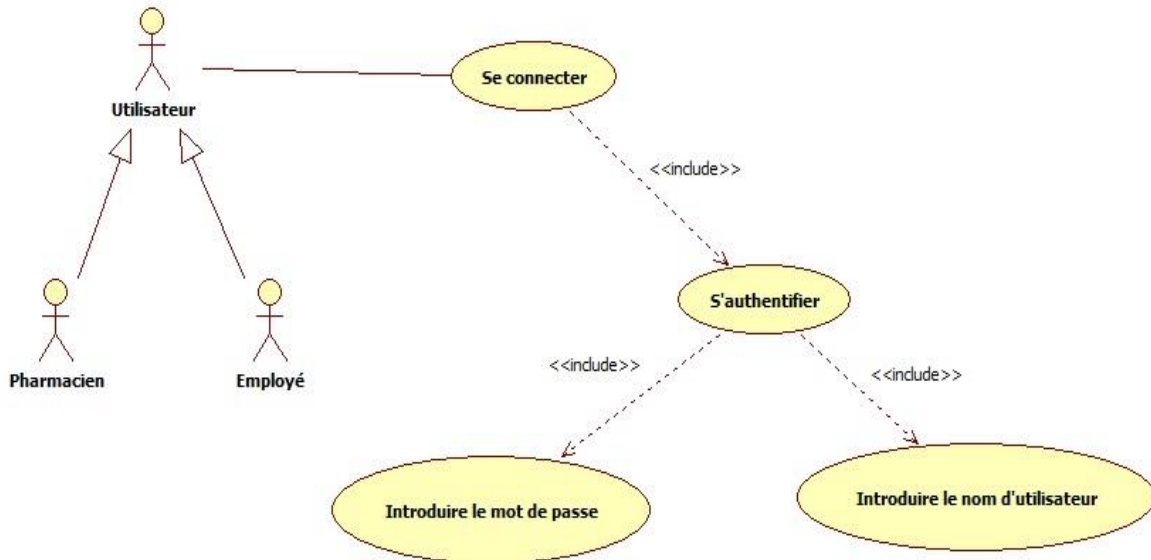 Se connecter
Utilisateur
<<include>>
S'authentifier
Pharmacien
Employé
<<include>>
<<include>>
Introduire le mot de passe
Introduire le nom d'utilisateur